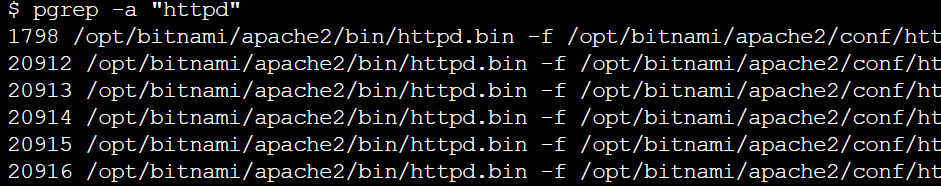 $ pgrep -a "httpd"
1798 /opt/bitnami/apache2/bin/httpd.bin -f /opt/bitnami/apache2/conf/htt
20912 /opt/bitnami/apache2/bin/httpd.bin -f /opt/bitnami/apache2/conf/ht
20913 /opt/bitnami/apache2/bin/httpd.bin -f /opt/bitnami/apache2/conf/ht
20914 /opt/bitnami/apache2/bin/httpd.bin -f /opt/bitnami/apache2/conf/ht
20915 /opt/bitnami/apache2/bin/httpd.bin -f /opt/bitnami/apache2/conf/ht
20916 /opt/bitnami/apache2/bin/httpd.bin -f /opt/bitnami/apache2/conf/ht